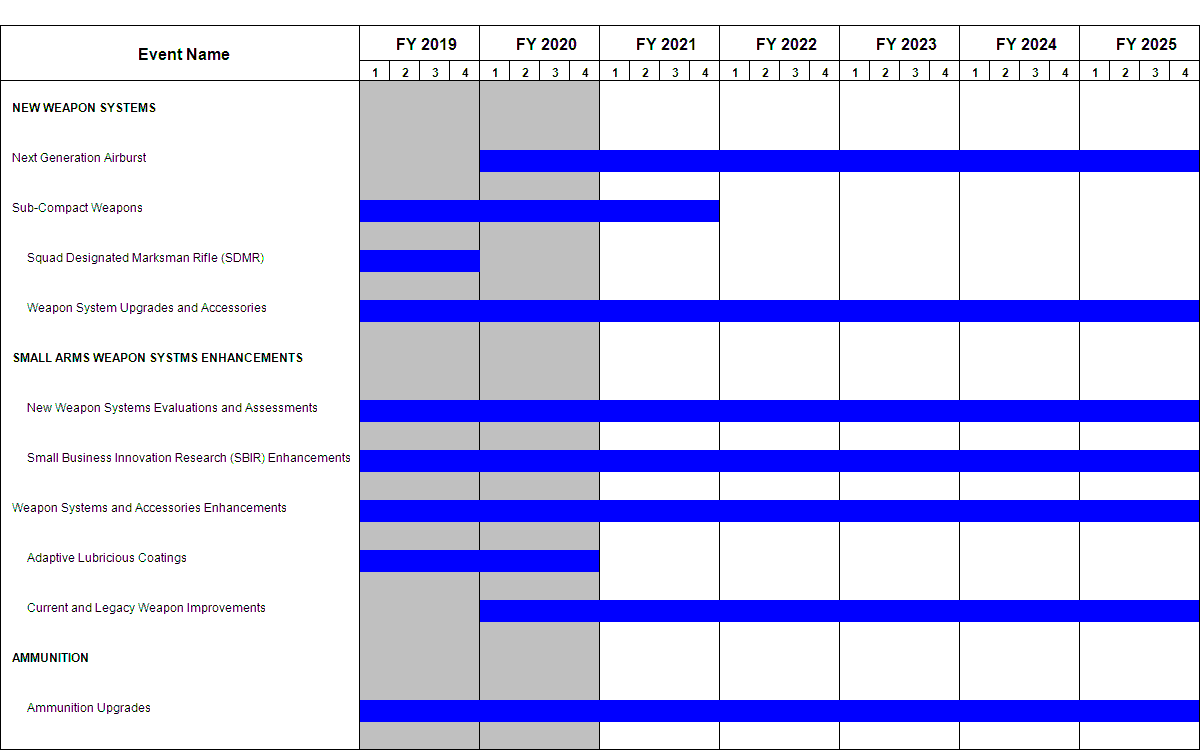 Event Name
FY 2019 FY 2020 FY 2021 FY 2022 FY 2023 FY 2024 FY 2025
1 2 3 4 1 2 3 4 1 2 3 4 1 2 3 4 1 2 3 4 1 2 3 4 1 2 3 4
NEW WEAPON SYSTEMS
Next Generation Airburst
Sub-Compact Weapons
Squad Designated Marksman Rifle (SDMR)
Weapon System Upgrades and Accessories
SMALL ARMS WEAPON SYSTMS ENHANCEMENTS
New Weapon Systems Evaluations and Assessments
Small Business Innovation Research (SBIR) Enhancements
Weapon Systems and Accessories Enhancements
Adaptive Lubricious Coatings
Current and Legacy Weapon Improvements
AMMUNITION
Ammunition Upgrades